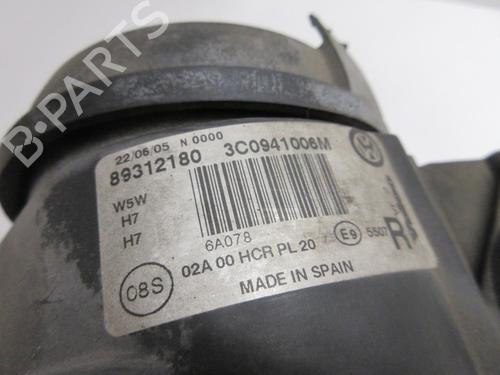 B-PARTS
22/06/05 N 0000
89312180 3C0941006M
W5W
H7
H7
6A078
08S 02A 00 HCR PL 20 E9 5507 R
MADE IN SPAIN